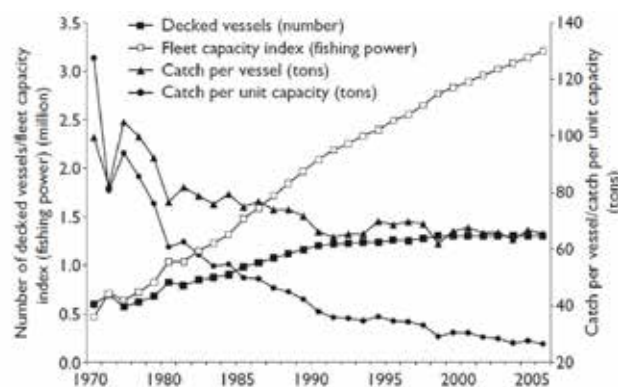 Decked vessels (number)
Fleet capacity index (fishing power)
Catch per vessel (tons)
Catch per unit capacity (tons)
Number of decked vessels/fleet capacity
index (fishing power) (million)
3.5
3.0
2.5
2.0
1.5
1.0
0.5
0.0
140
120
100
80
60
40
20
Catch per vessel/catch per unit capacity
(tons)
1970
1980
1985
1990
1995
2000
2005